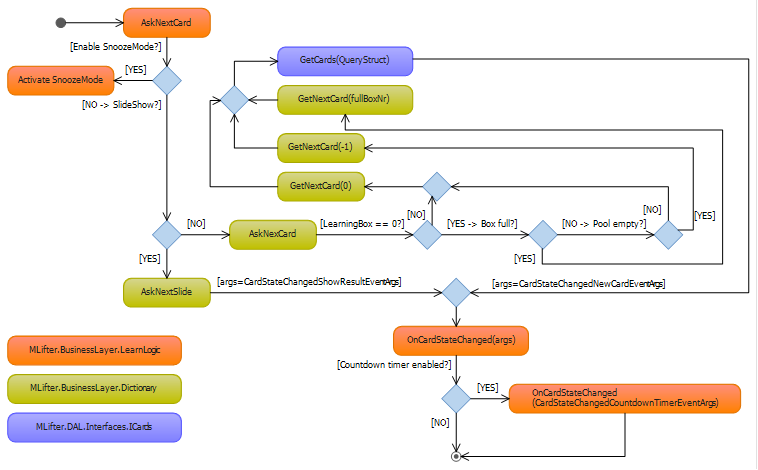 AskNextCard
[Enable SnoozeMode?]
GetCards(QueryStruct)
Activate SnoozeMode
[YES]
[NO -> SlideShow?]
GetNextCard(fullBoxNr)
GetNextCard(-1)
GetNextCard(0)
[NO]
[NO]
[YES]
[NO]
AskNexCard
[LearningBox == 0?]
[YES -> Box full?]
[NO -> Pool empty?]
[YES]
[YES]
AskNextSlide
[args=CardStateChangedShowResultEventArgs]
[args=CardStateChangedNewCardEventArgs]
OnCardStateChanged(args)
MLifter.BusinessLayer.LearnLogic
[Countdown timer enabled?]
MLifter.BusinessLayer.Dictionary
[YES]
OnCardStateChanged
(CardStateChangedCountdownTimerEventArgs)
[NO]
MLifter.DAL.Interfaces.ICards